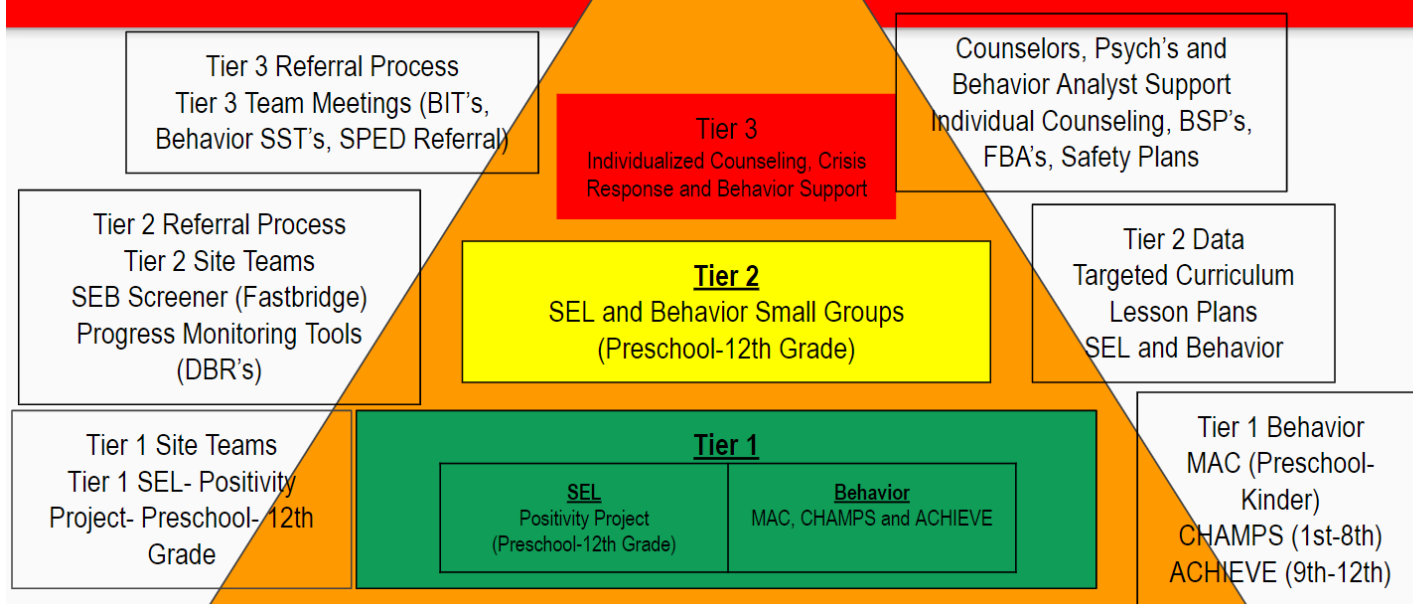 Tier 3 Referral Process
Tier 3 Team Meetings (BIT's,
Behavior SST's, SPED Referral)
Tier 3
Individualized Counseling, Crisis
Response and Behavior Support
Counselors, Psych's and
Behavior Analyst Support
Individual Counseling, BSP's,
FBA's, Safety Plans
Tier 2 Referral Process
Tier 2 Site Teams
SEB Screener (Fastbridge)
Progress Monitoring Tools
(DBR's)
Tier 2
SEL and Behavior Small Groups
(Preschool-12th Grade)
Tier 2 Data
Targeted Curriculum
Lesson Plans
SEL and Behavior
Tier 1 Site Teams
Tier 1 SEL- Positivity
Project- Preschool- 12th
Grade
Tier 1
SEL
Positivity Project
(Preschool-12th Grade)
Behavior
MAC, CHAMPS and ACHIEVE
Tier 1 Behavior
MAC (Preschool-
Kinder)
CHAMPS (1st-8th)
ACHIEVE (9th-12th)